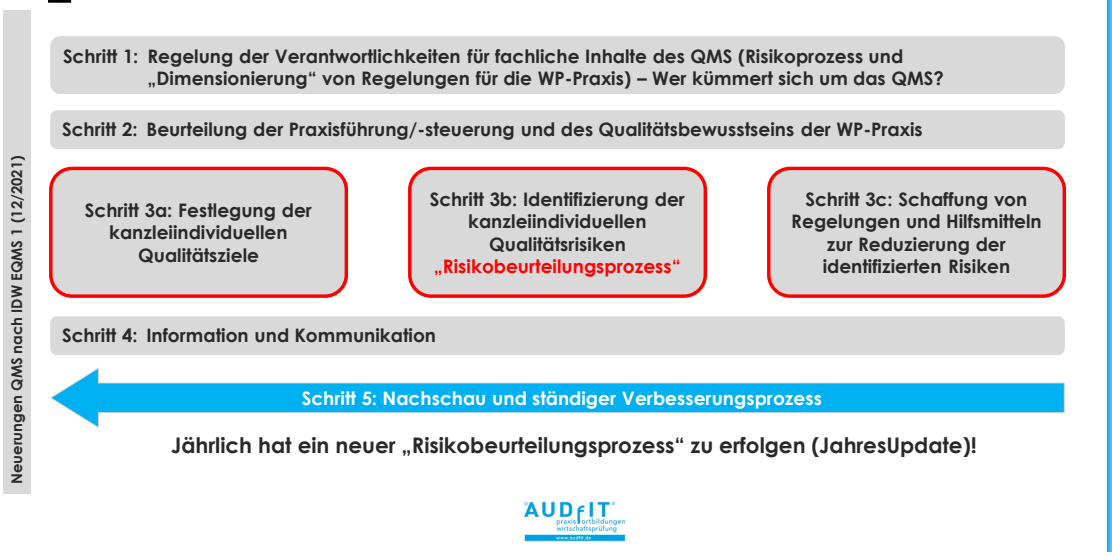 Neuerungen QMS nach IDW EQMS 1 (12/2021)
Schritt 1: Regelung der Verantwortlichkeiten für fachliche Inhalte des QMS (Risikoprozess und
„Dimensionierung“ von Regelungen für die WP-Praxis) – Wer kümmert sich um das QMS?
Schritt 2: Beurteilung der Praxisführung/-steuerung und des Qualitätsbewusstseins der WP-Praxis
Schritt 3a: Festlegung der
kanzleiindividuellen
Qualitätsziele
Schritt 3b: Identifizierung der
kanzleiindividuellen
Qualitätsrisiken
„Risikobeurteilungsprozess“
Schritt 3c: Schaffung von
Regelungen und Hilfsmitteln
zur Reduzierung der
identifizierten Risiken
Schritt 4: Information und Kommunikation
Schritt 5: Nachschau und ständiger Verbesserungsprozess
Jährlich hat ein neuer „Risikobeurteilungsprozess“ zu erfolgen (JahresUpdate)!
AUDfIT
praxisfortbildungen
wirtschaftsprüfung
www.audfit.de